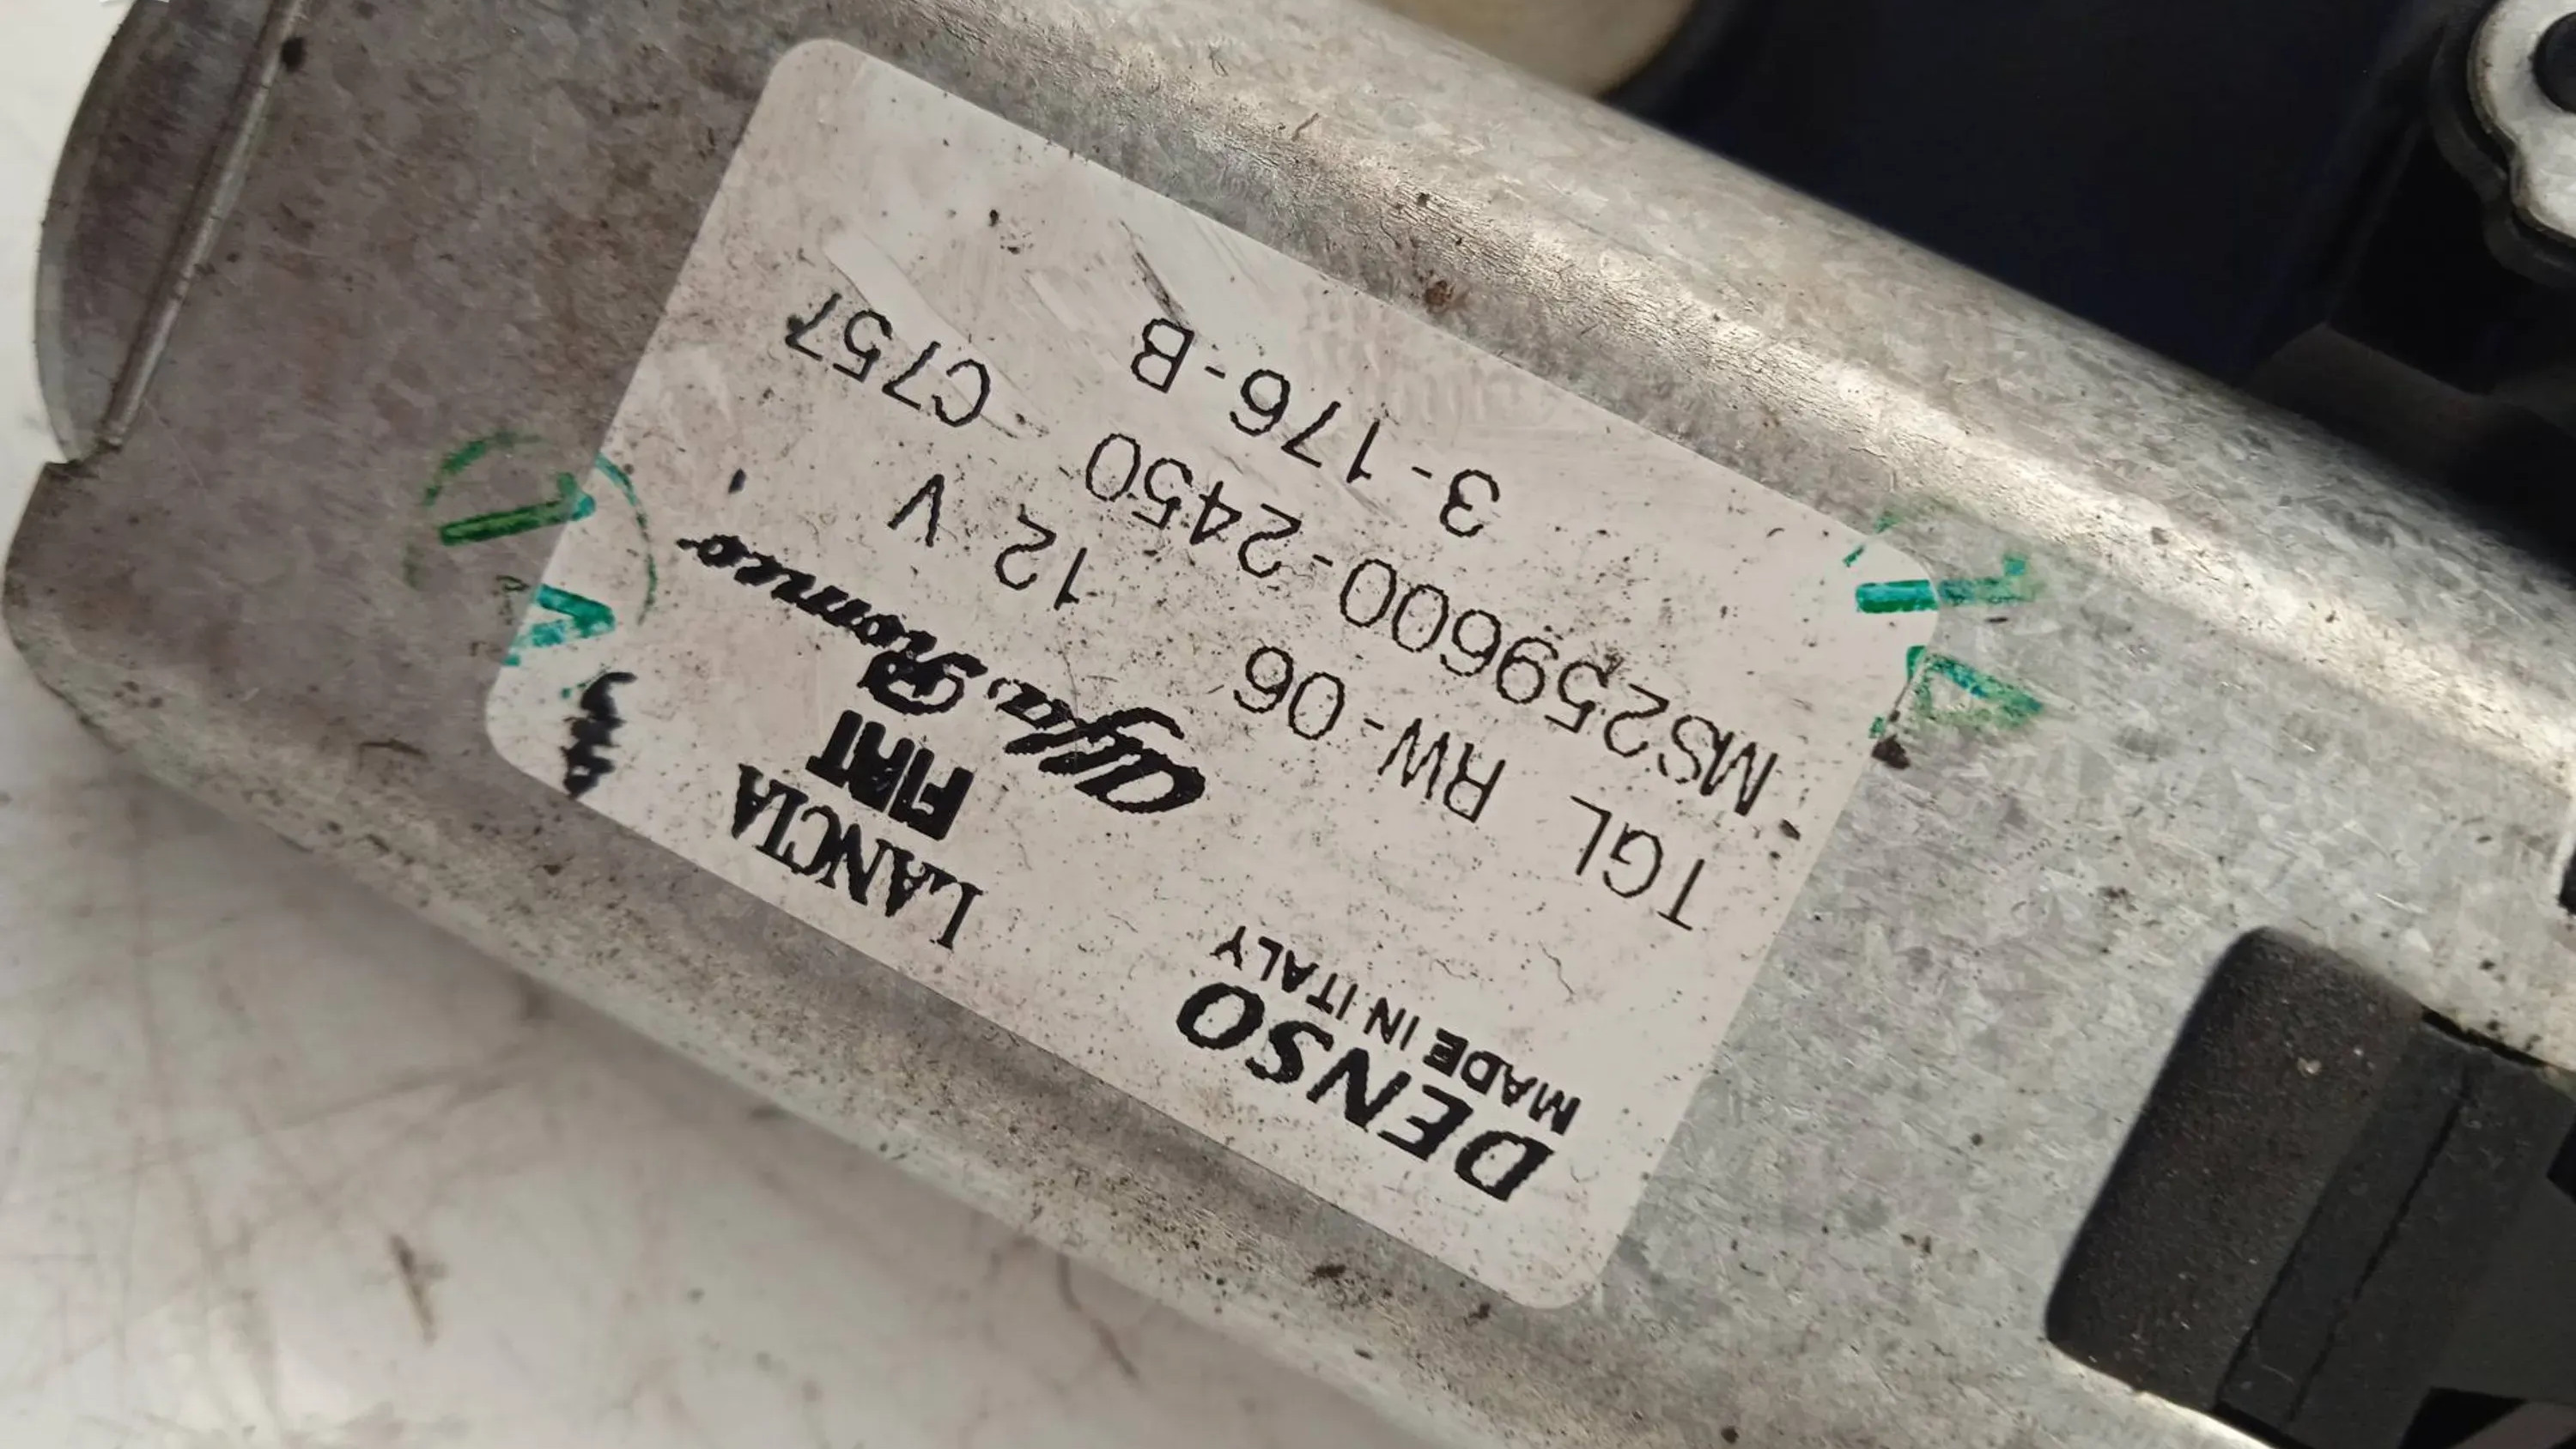 DENSO
MADE IN ITALY
LANCIA
FIAT
Alfa Romeo
TGL RW-06 12 V
MS259600-2450 C757
3-176-B